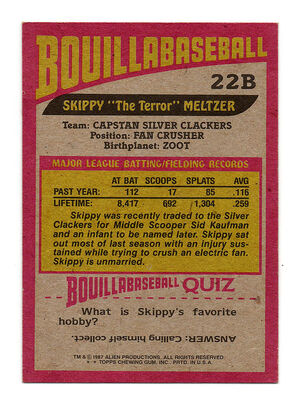 BOUILLABASEBALL
22B
SKIPPY "The Terror" MELTZER
Team: CAPSTAN SILVER CLACKERS
Position: FAN CRUSHER
Birthplanet: ZOOT
MAJOR LEAGUE BATTING/FIELDING RECORDS
AT BAT SCOOPS SPLATS AVG
PAST YEAR: 112 17 85 .116
LIFETIME: 8,417 692 1,304 .259
Skippy was recently traded to the Silver
Clackers for Middle Scooper Sid Kaufman
and an infant to be named later. Skippy sat
out most of last season with an injury sus-
tained while trying to crush an electric fan.
Skippy is unmarried.
BOUILLABASEBALL QUIZ
What is Skippy's favorite
hobby?
ANSWER: Calling himself collect.
TM & © 1987 ALIEN PRODUCTIONS. ALL RIGHTS RESERVED.
* * TOPPS CHEWING GUM, INC. PRTD. IN U.S.A.